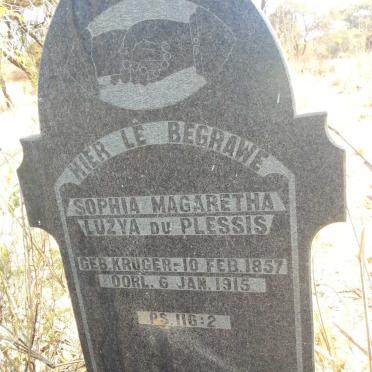 HIER LE BEGRAWE
SOPHIA MAGARETHA
LUZYA DU PLESSIS
GEB. KRUGER:- 10 FEB. 1857
OORL. 6 JAN. 1915
PS. 116:2